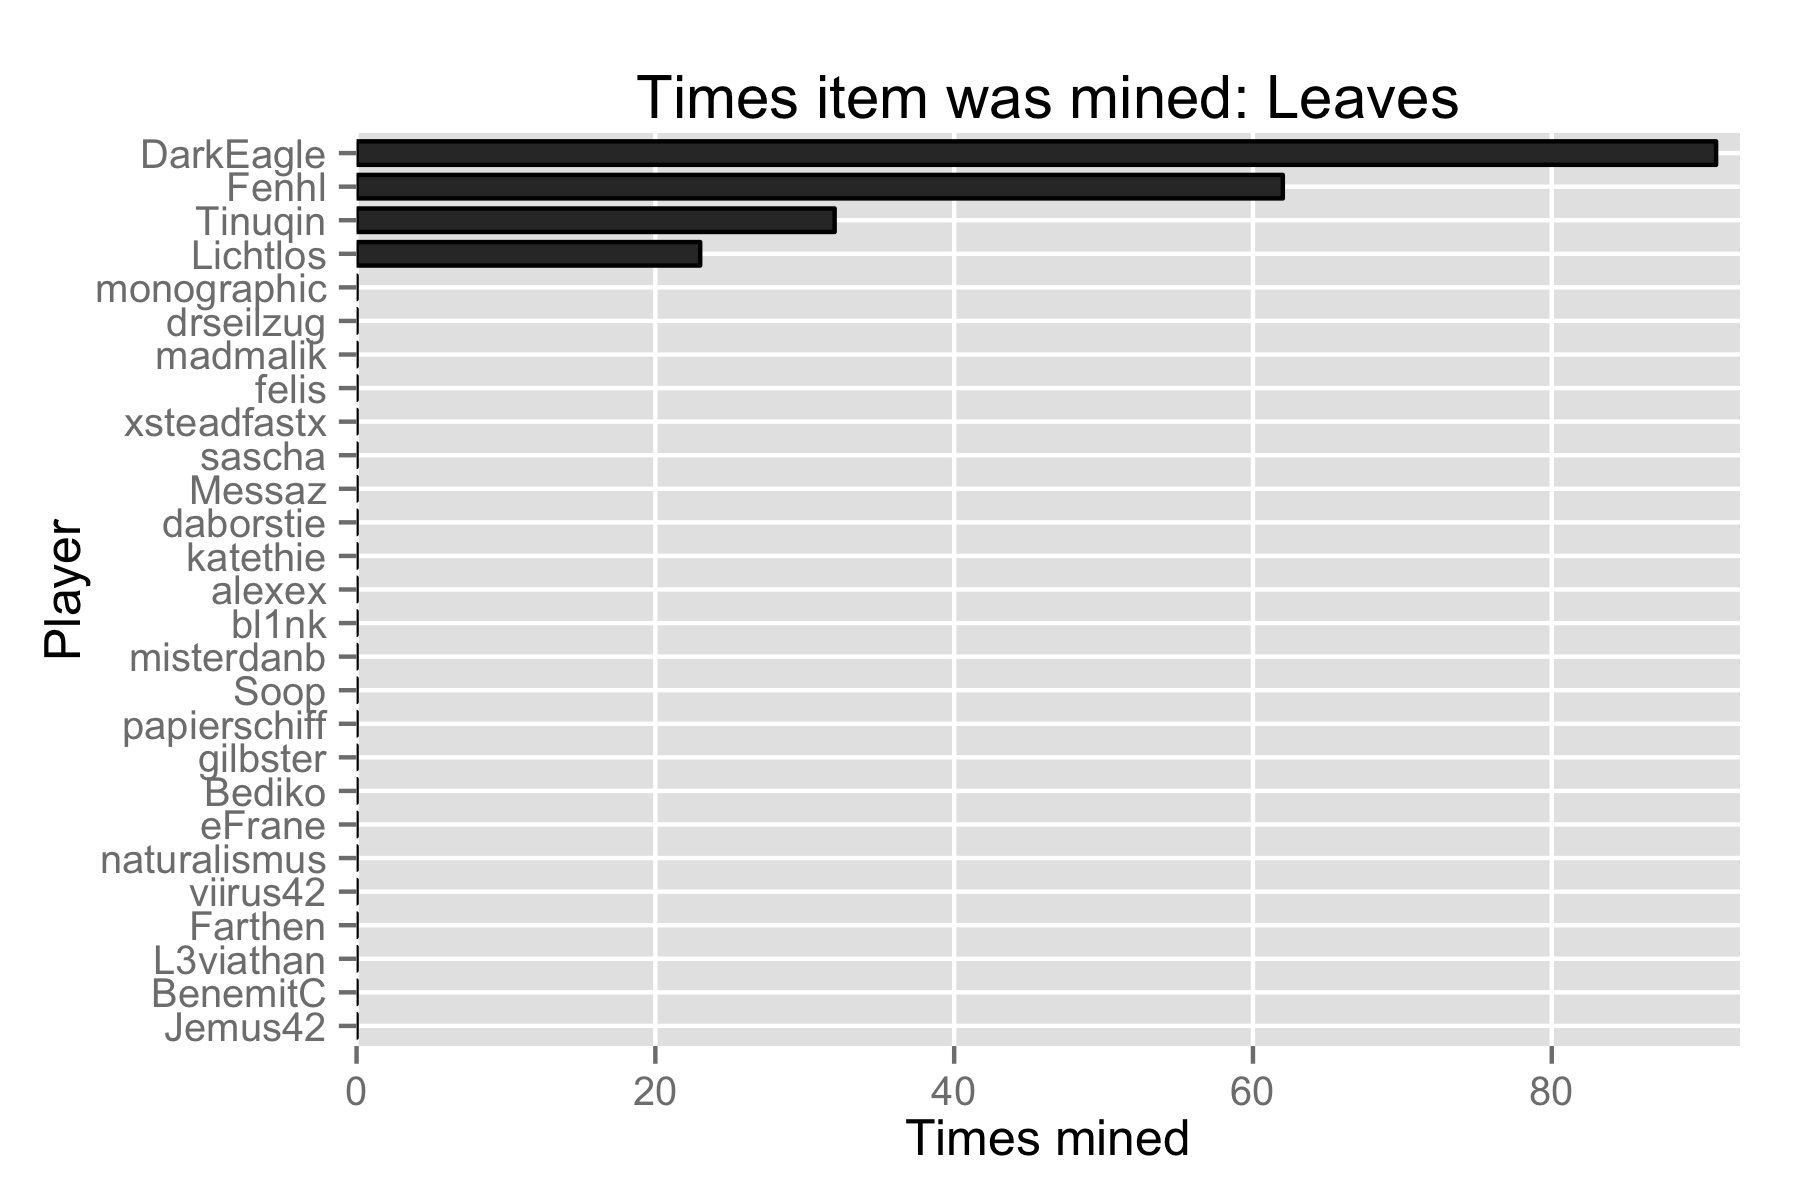 Times item was mined: Leaves
DarkEagle
Fenhl
Tinuqin
Lichtlos
monographic
drseilzug
madmalik
felis
xsteadfastx
sascha
Messaz
daborstie
katethie
alexex
bl1nk
misterdanb
Soop
papierschiff
gilbster
Bediko
eFrane
naturalismus
viirus42
Farthen
L3viathan
BenemitC
Jemus42
Player
0 20 40 60 80
Times mined